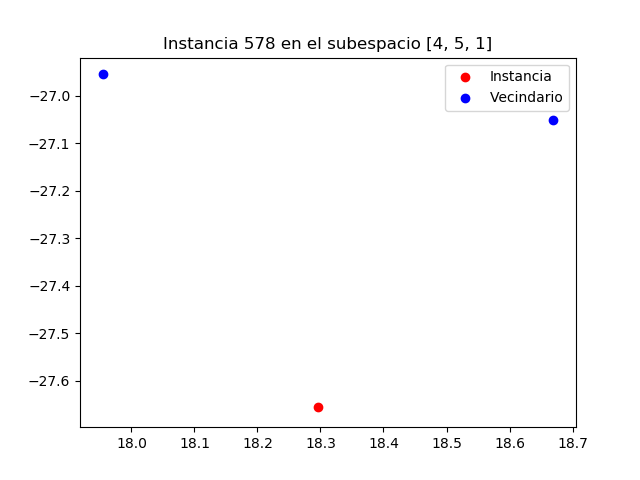 Instancia 578 en el subespacio [4, 5, 1]
Instancia
Vecindario
−27.0
−27.1
−27.2
−27.3
−27.4
−27.5
−27.6
18.0 18.1 18.2 18.3 18.4 18.5 18.6 18.7